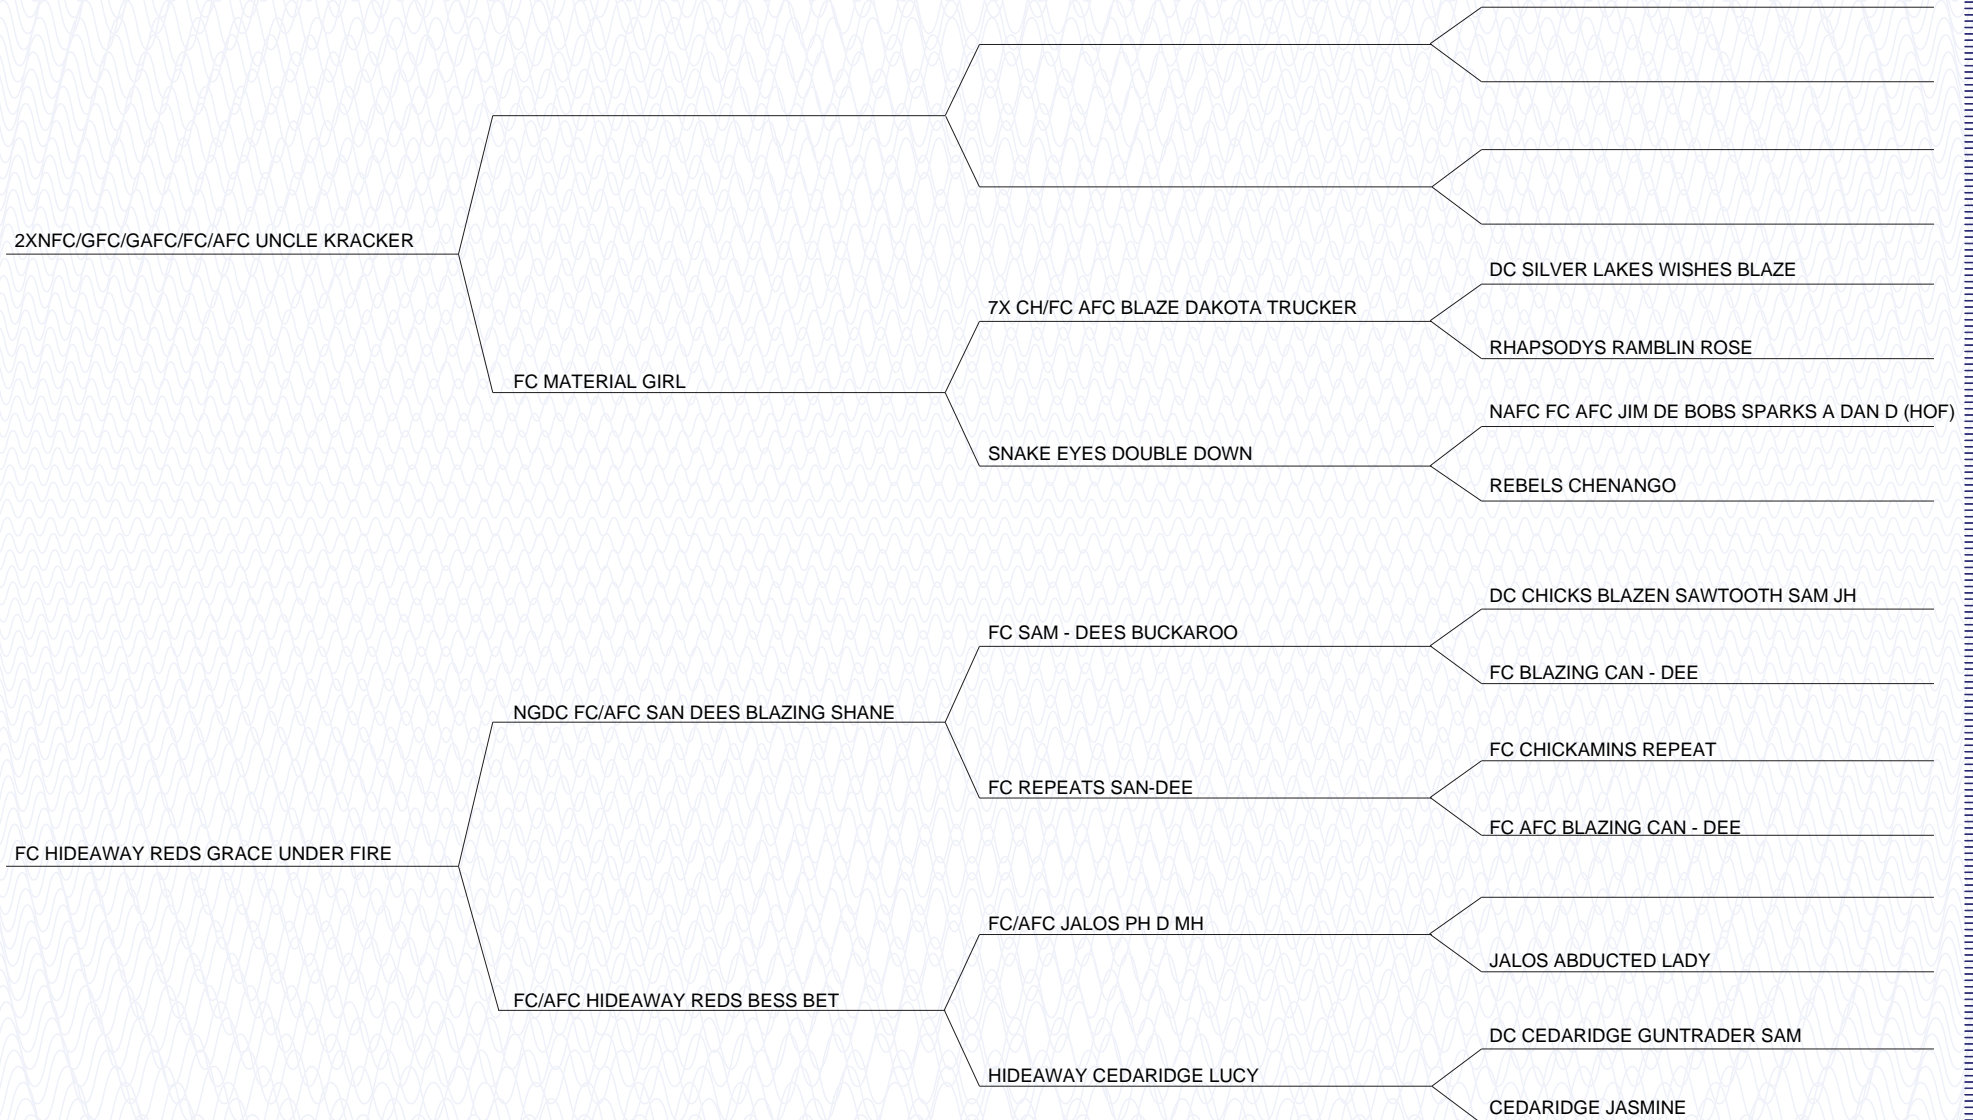 2XNFC/GFC/GAFC/FC/AFC UNCLE KRACKER
DC SILVER LAKES WISHES BLAZE
7X CH/FC AFC BLAZE DAKOTA TRUCKER
RHAPSODYS RAMBLIN ROSE
FC MATERIAL GIRL
NAFC FC AFC JIM DE BOBS SPARKS A DAN D (HOF)
SNAKE EYES DOUBLE DOWN
REBELS CHENANGO
DC CHICKS BLAZEN SAWTOOTH SAM JH
FC SAM - DEES BUCKAROO
FC BLAZING CAN - DEE
NGDC FC/AFC SAN DEES BLAZING SHANE
FC CHICKAMINS REPEAT
FC REPEATS SAN-DEE
FC AFC BLAZING CAN - DEE
FC HIDEAWAY REDS GRACE UNDER FIRE
FC/AFC JALOS PH D MH
JALOS ABDUCTED LADY
FC/AFC HIDEAWAY REDS BESS BET
DC CEDARIDGE GUNTRADER SAM
HIDEAWAY CEDARIDGE LUCY
CEDARIDGE JASMINE